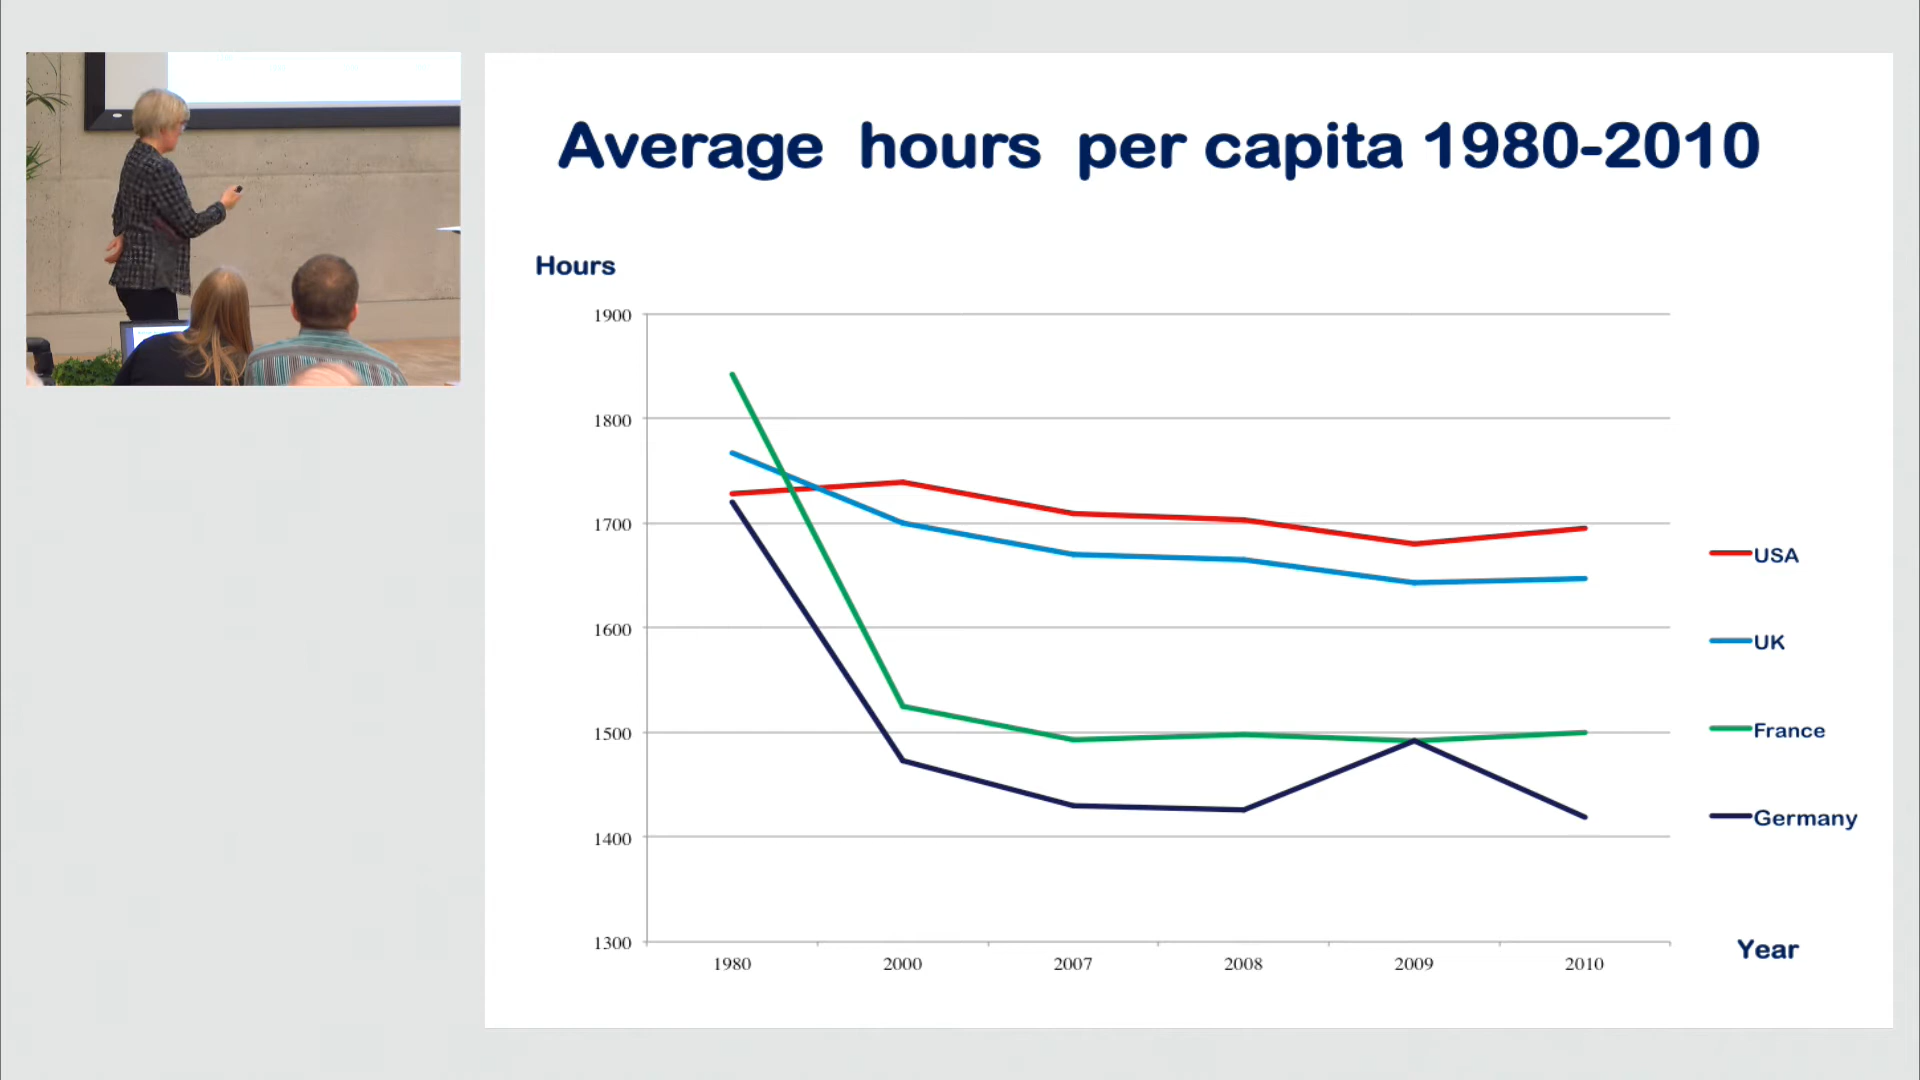 Average hours per capita 1980-2010
Hours
1900
1800
1700
1600
1500
1400
1300
1980 2000 2007 2008 2009 2010
Year
USA
UK
France
Germany